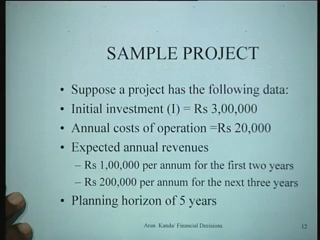 SAMPLE PROJECT
• Suppose a project has the following data:
• Initial investment (I) = Rs 3,00,000
• Annual costs of operation =Rs 20,000
• Expected annual revenues
– Rs 1,00,000 per annum for the first two years
– Rs 200,000 per annum for the next three years
• Planning horizon of 5 years
Arun Kanda/ Financial Decisions
12